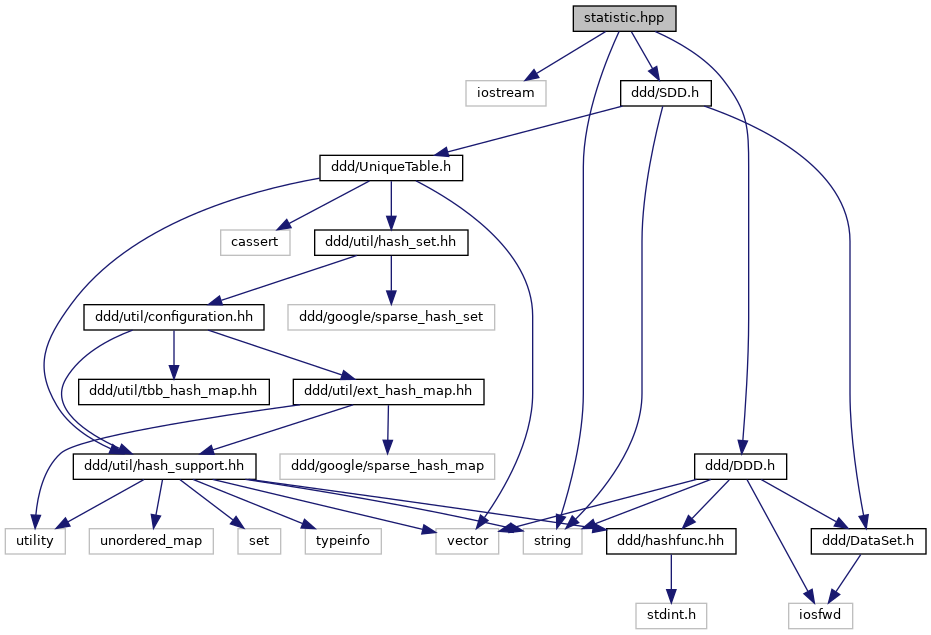 statistic.hpp
iostream
ddd/SDD.h
ddd/UniqueTable.h
cassert
ddd/util/hash_set.hh
ddd/util/configuration.hh
ddd/google/sparse_hash_set
ddd/util/tbb_hash_map.hh
ddd/util/ext_hash_map.hh
ddd/util/hash_support.hh
ddd/google/sparse_hash_map
ddd/DDD.h
utility
unordered_map
set
typeinfo
vector
string
ddd/hashfunc.hh
ddd/DataSet.h
stdint.h
iosfwd